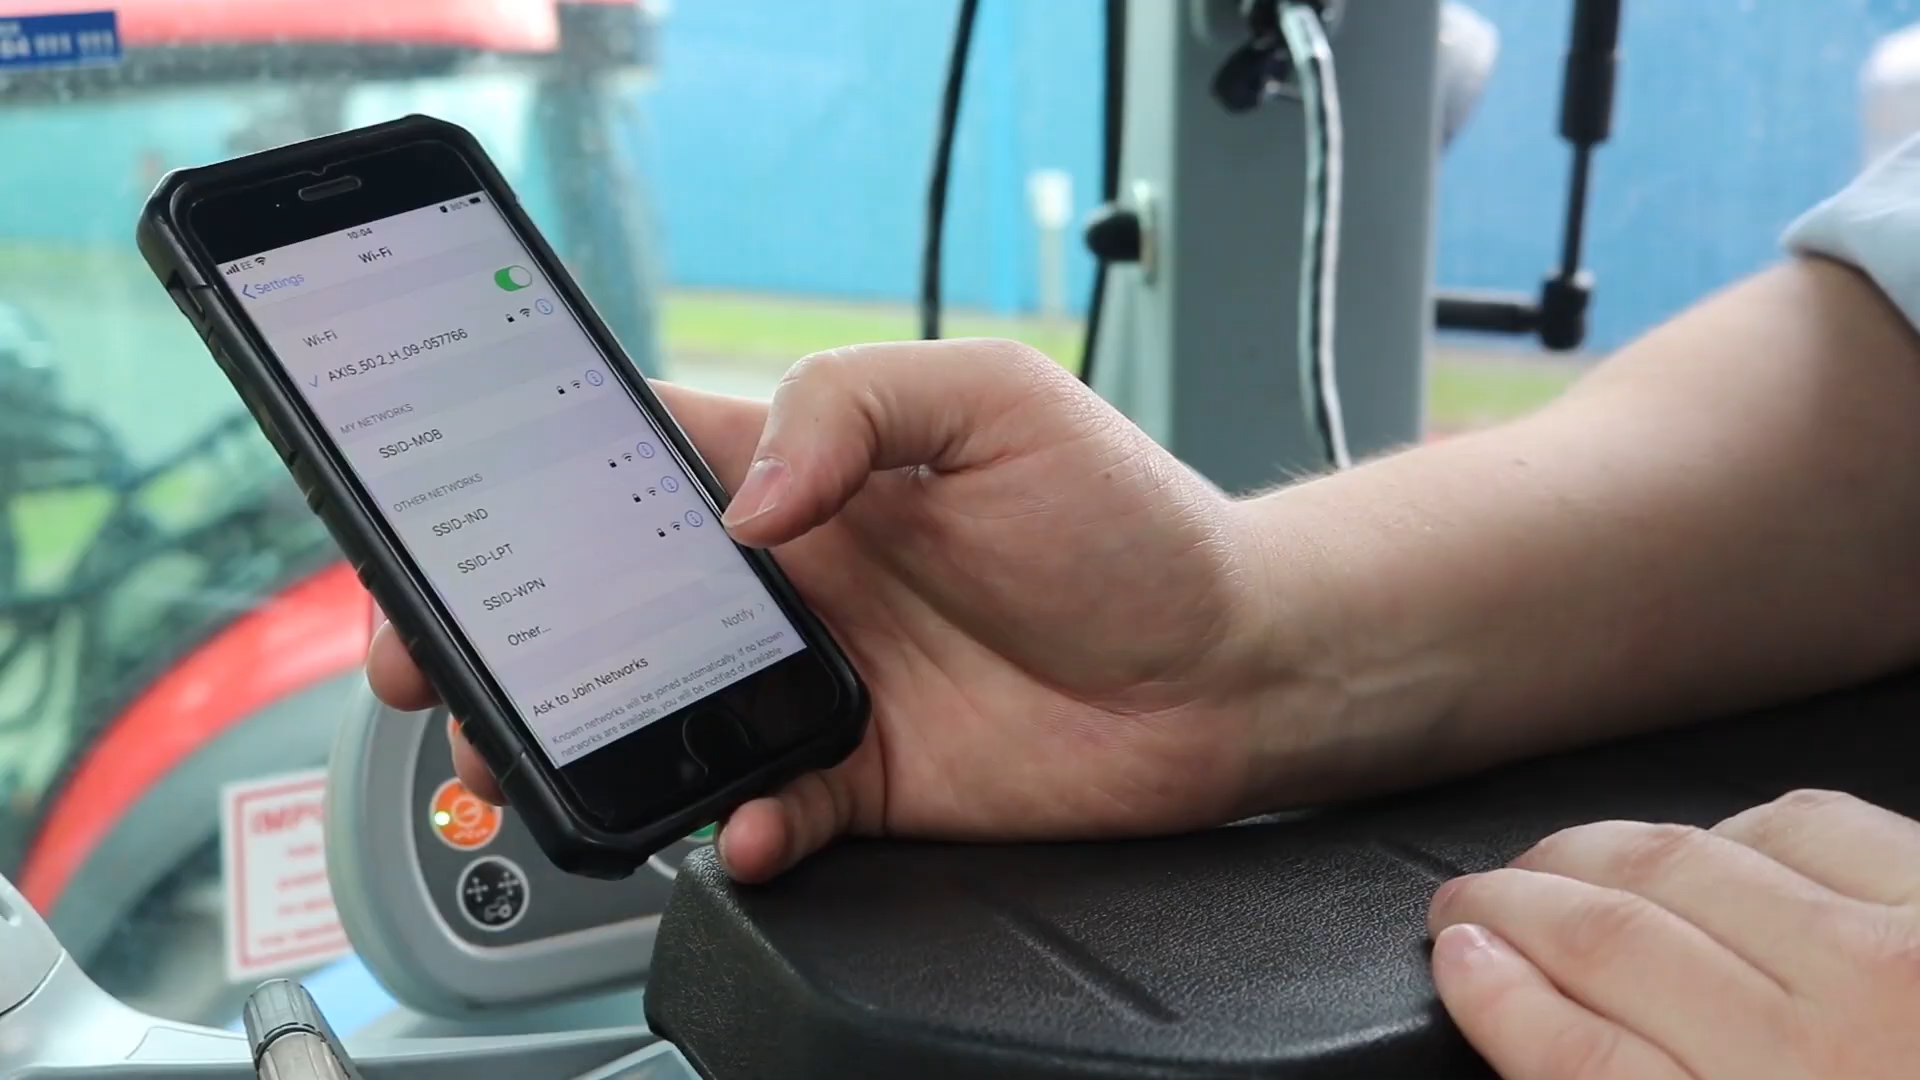 10:04
EE
86%
Settings
Wi-Fi
Wi-Fi
AXIS_50.2_H_09-057766
MY NETWORKS
SSID-MOB
OTHER NETWORKS
SSID-IND
SSID-LPT
SSID-WPN
Other...
Ask to Join Networks
Notify
Known networks will be joined automatically. If no known
networks are available, you will be notified of available